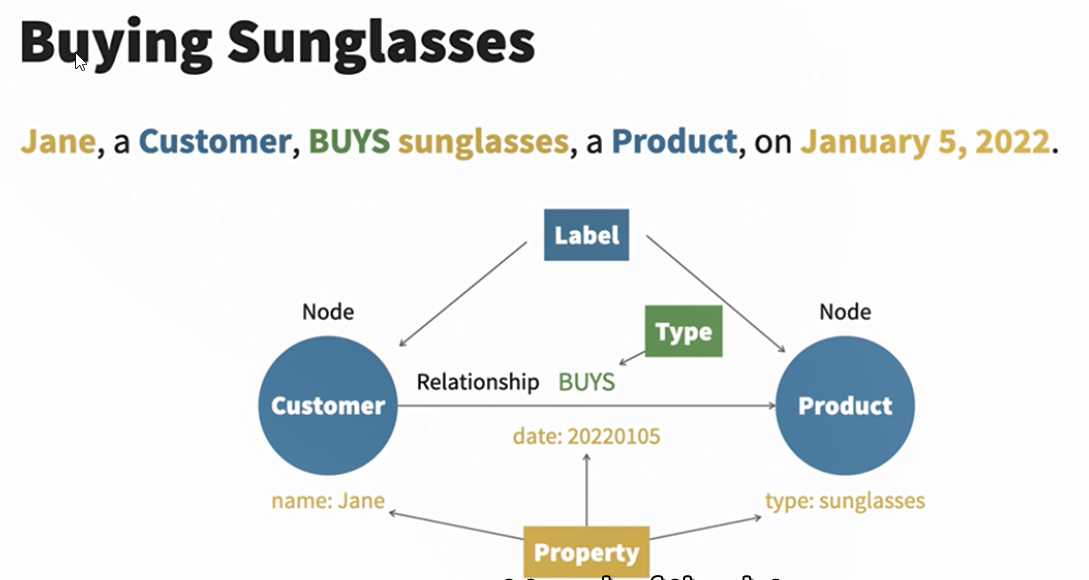 Buying Sunglasses
Jane, a Customer, BUYS sunglasses, a Product, on January 5, 2022.
Label
Node
Node
Type
Relationship BUYS
Customer
Product
date: 20220105
name: Jane
type: sunglasses
Property